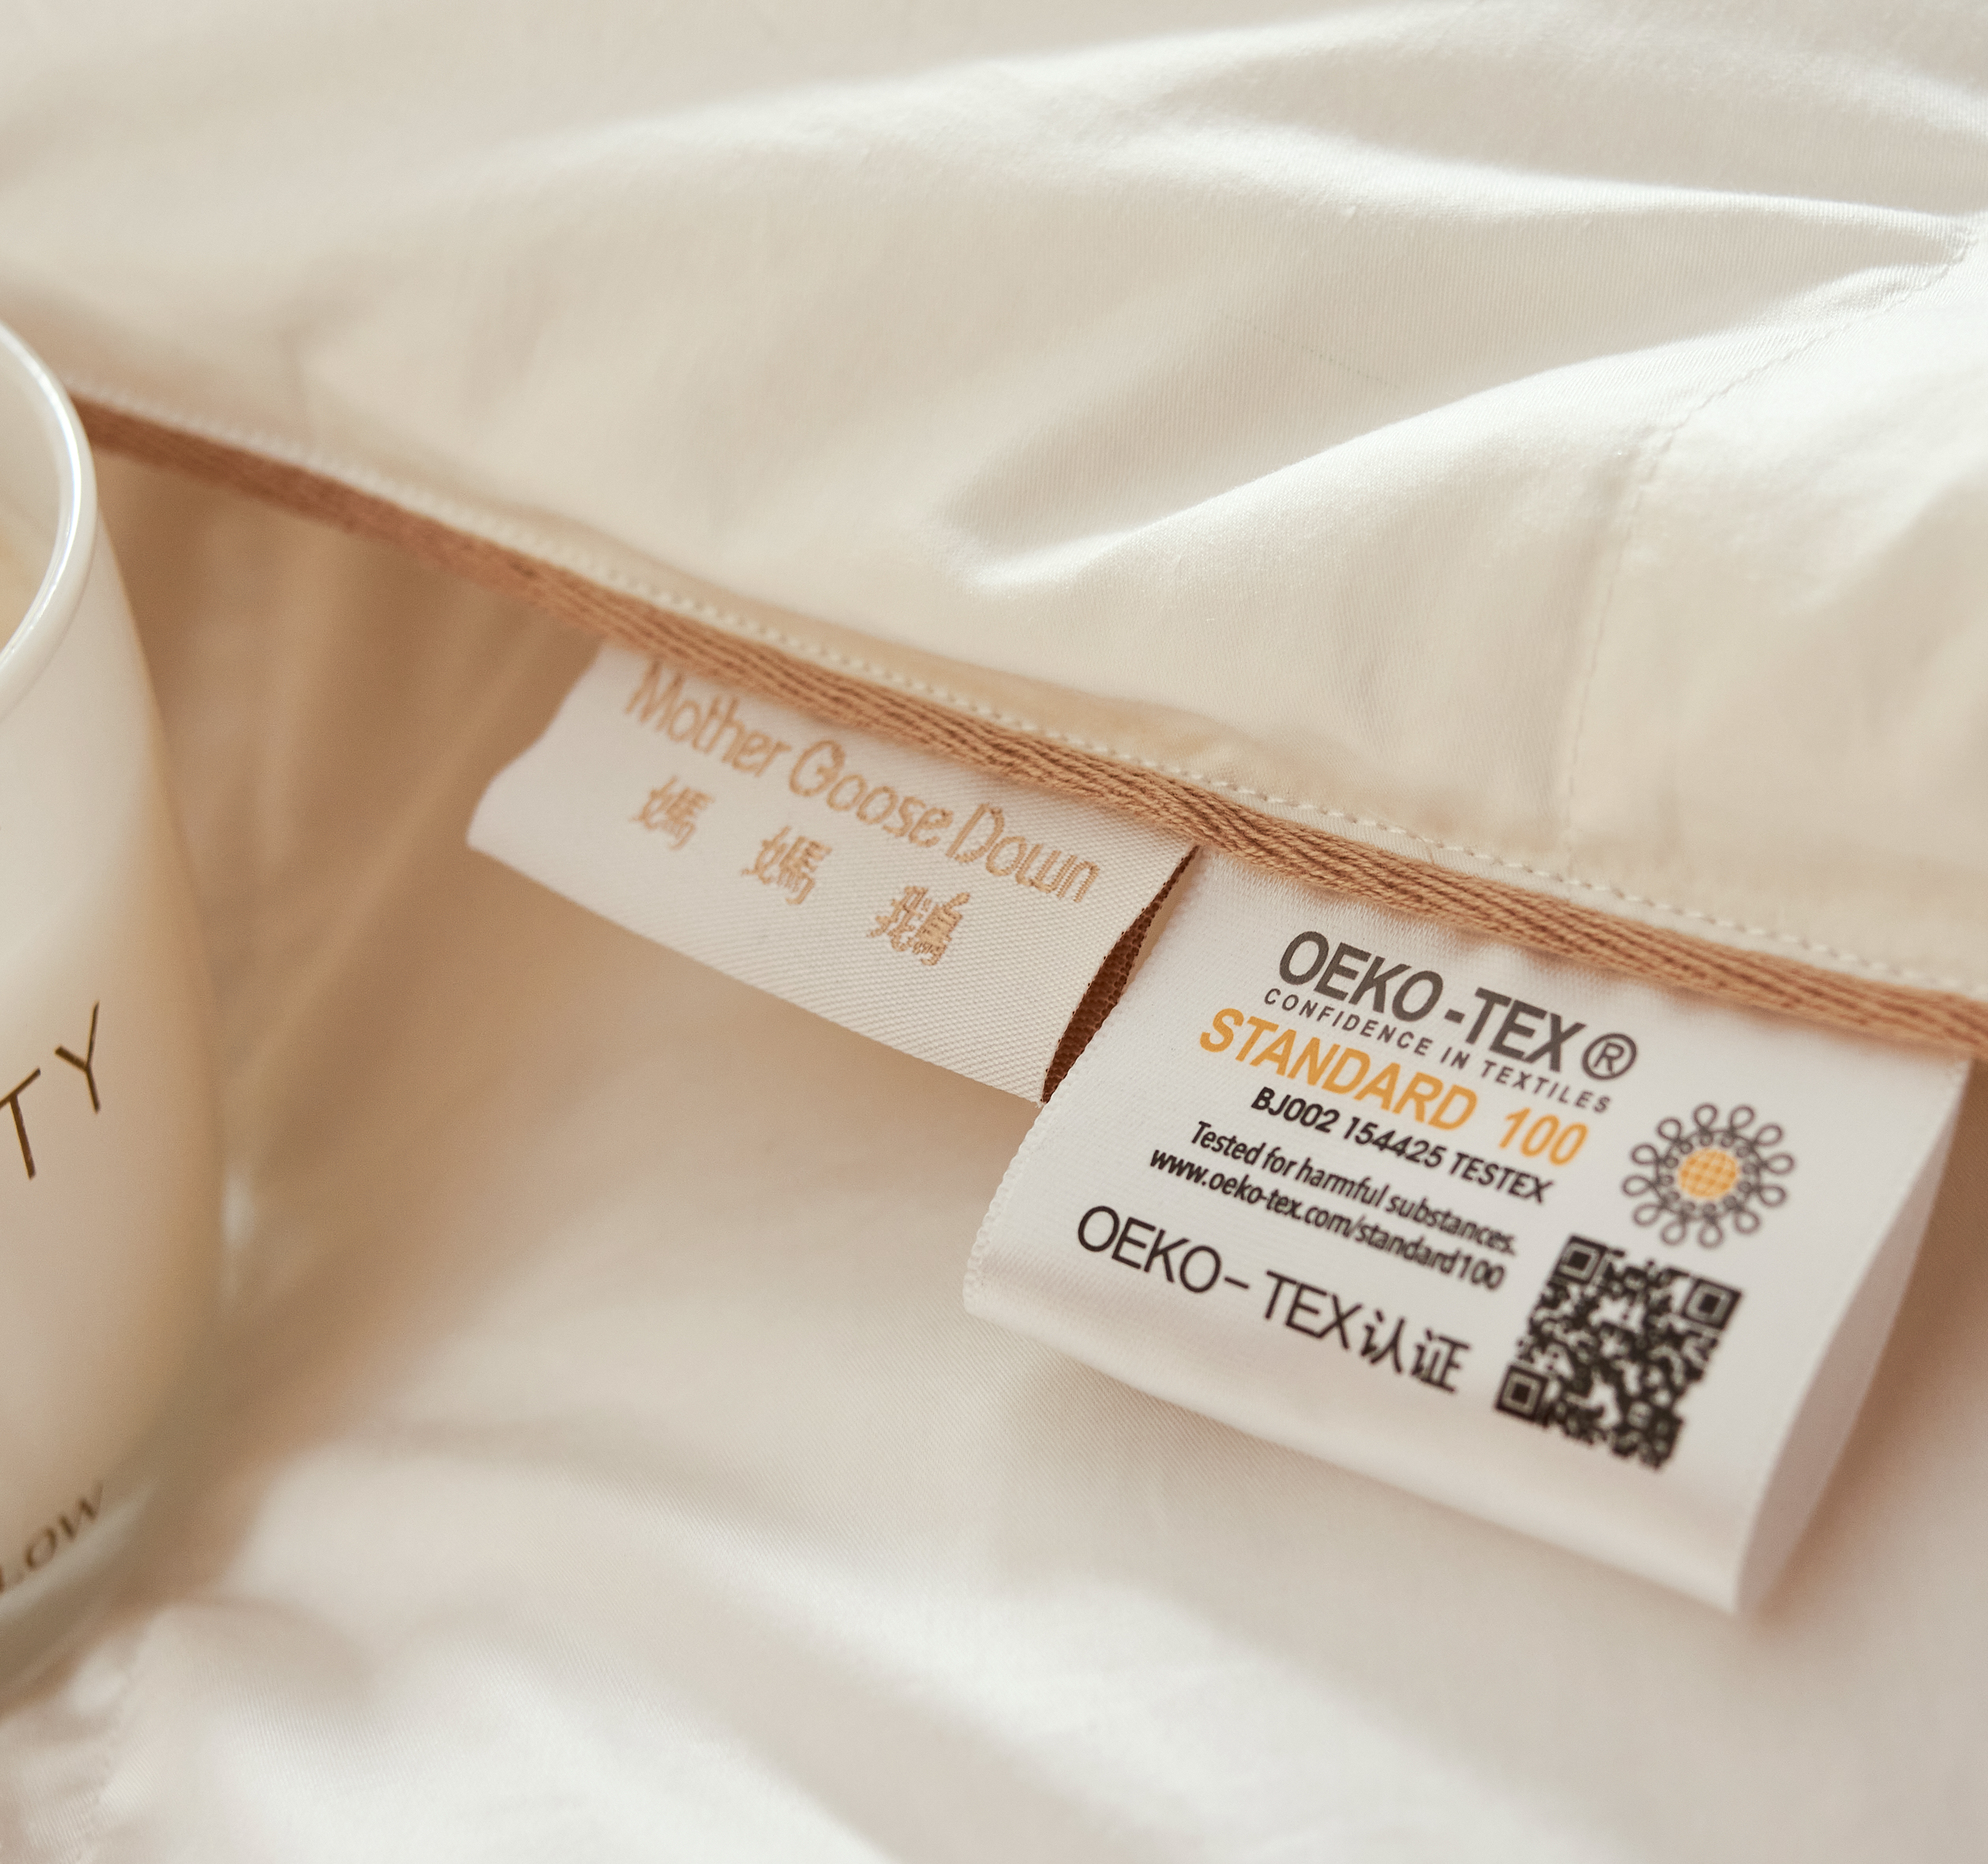 Mother Goose Down
媽 媽 鵝
OEKO-TEX®
CONFIDENCE IN TEXTILES
STANDARD 100
BJ002 154425 TESTEX
Tested for harmful substances.
www.oeko-tex.com/standard100
OEKO-TEX认证
TY
LOW